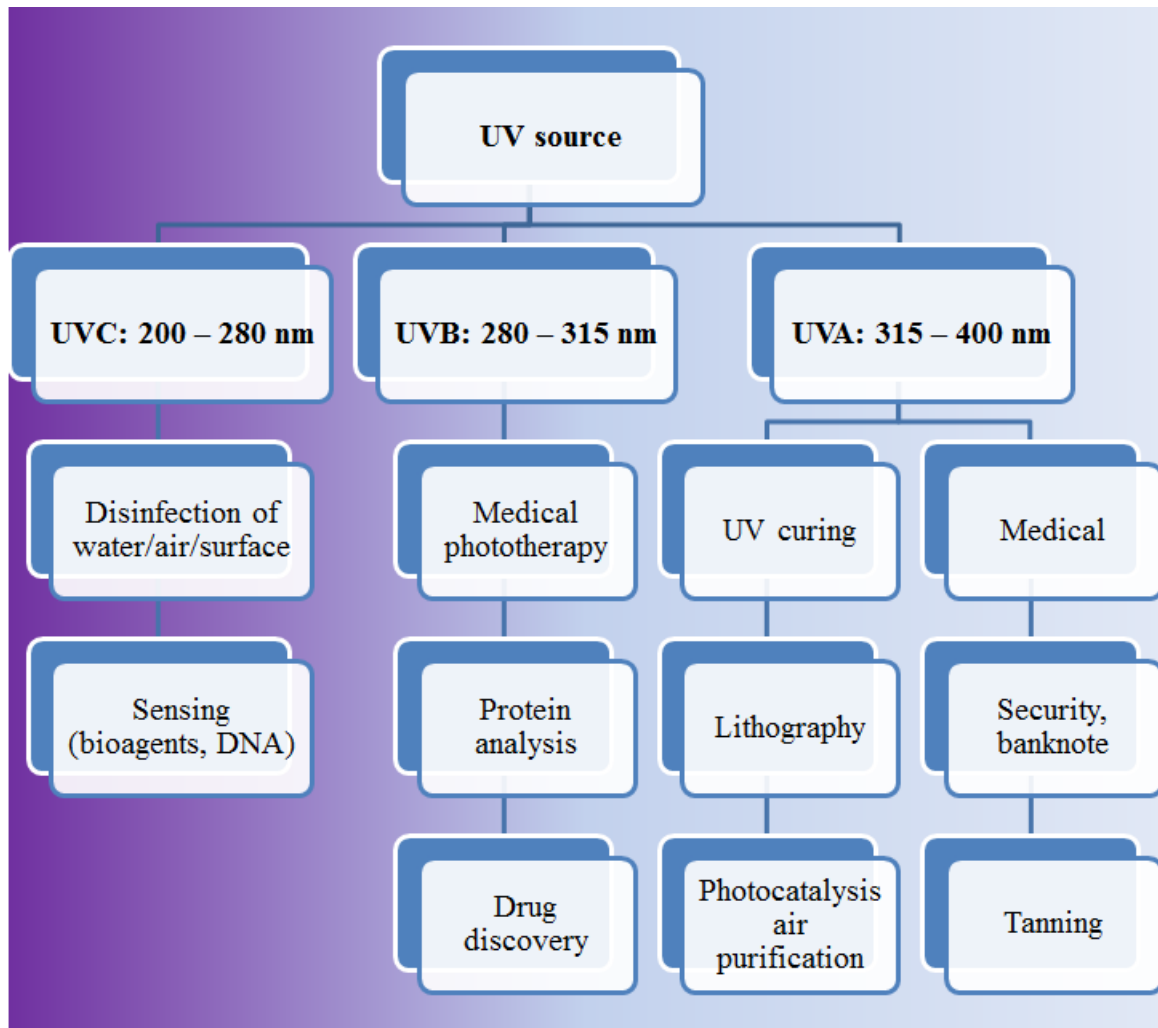 UV source
UVC: 200 – 280 nm
UVB: 280 – 315 nm
UVA: 315 – 400 nm
Disinfection of
water/air/surface
Medical
phototherapy
UV curing
Medical
Sensing
(bioagents, DNA)
Protein
analysis
Lithography
Security,
banknote
Drug
discovery
Photocatalysis
air
purification
Tanning